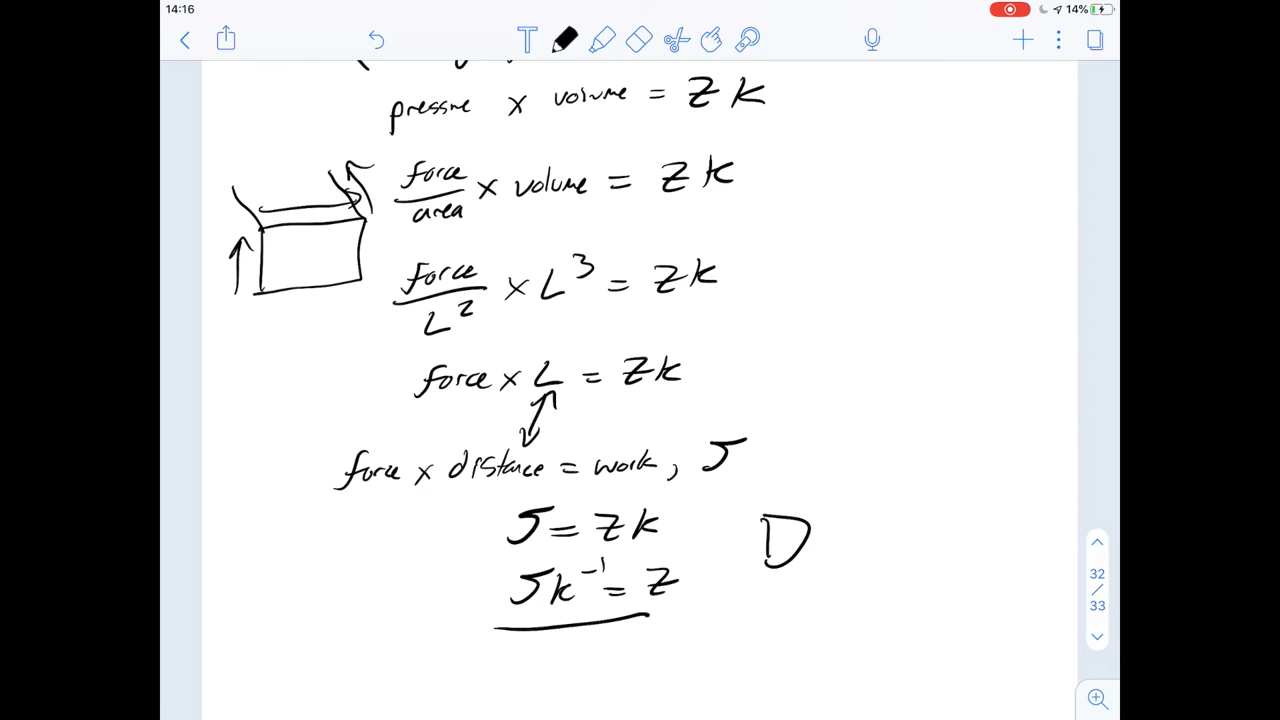 14:16
14%
pressure x volume = Z K
force/area x volume = Z K
force/L² x L³ = Z K
force x L = Z K
force x distance = work, J
J = Z K
D
J K⁻¹ = Z
32
/
33